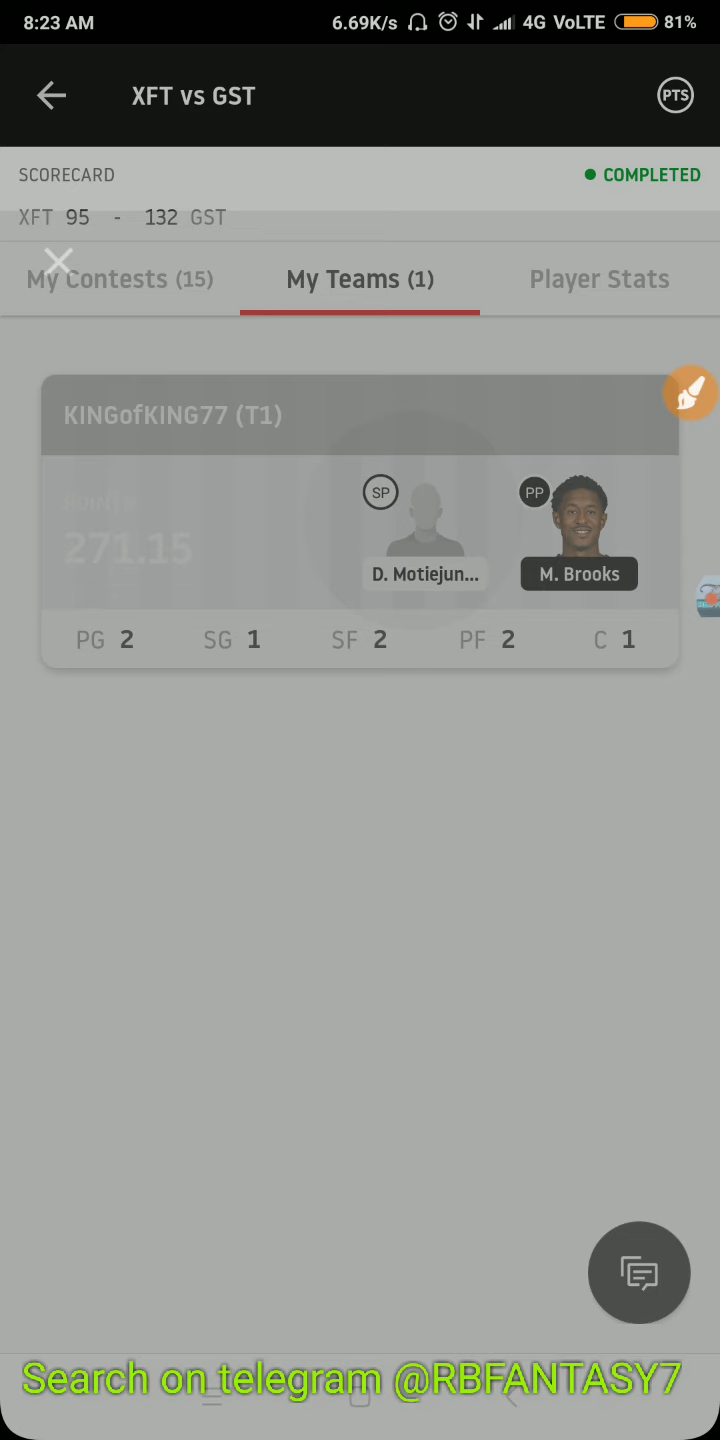 8:23 AM 6.69K/s 4G VoLTE 81%
XFT vs GST PTS
SCORECARD COMPLETED
XFT 95 - 132 GST
My Contests (15) My Teams (1) Player Stats
KINGofKING77 (T1)
POINTS
SP PP
271.15
D. Motiejun... M. Brooks
PG 2 SG 1 SF 2 PF 2 C 1
Search on telegram @RBFANTASY7